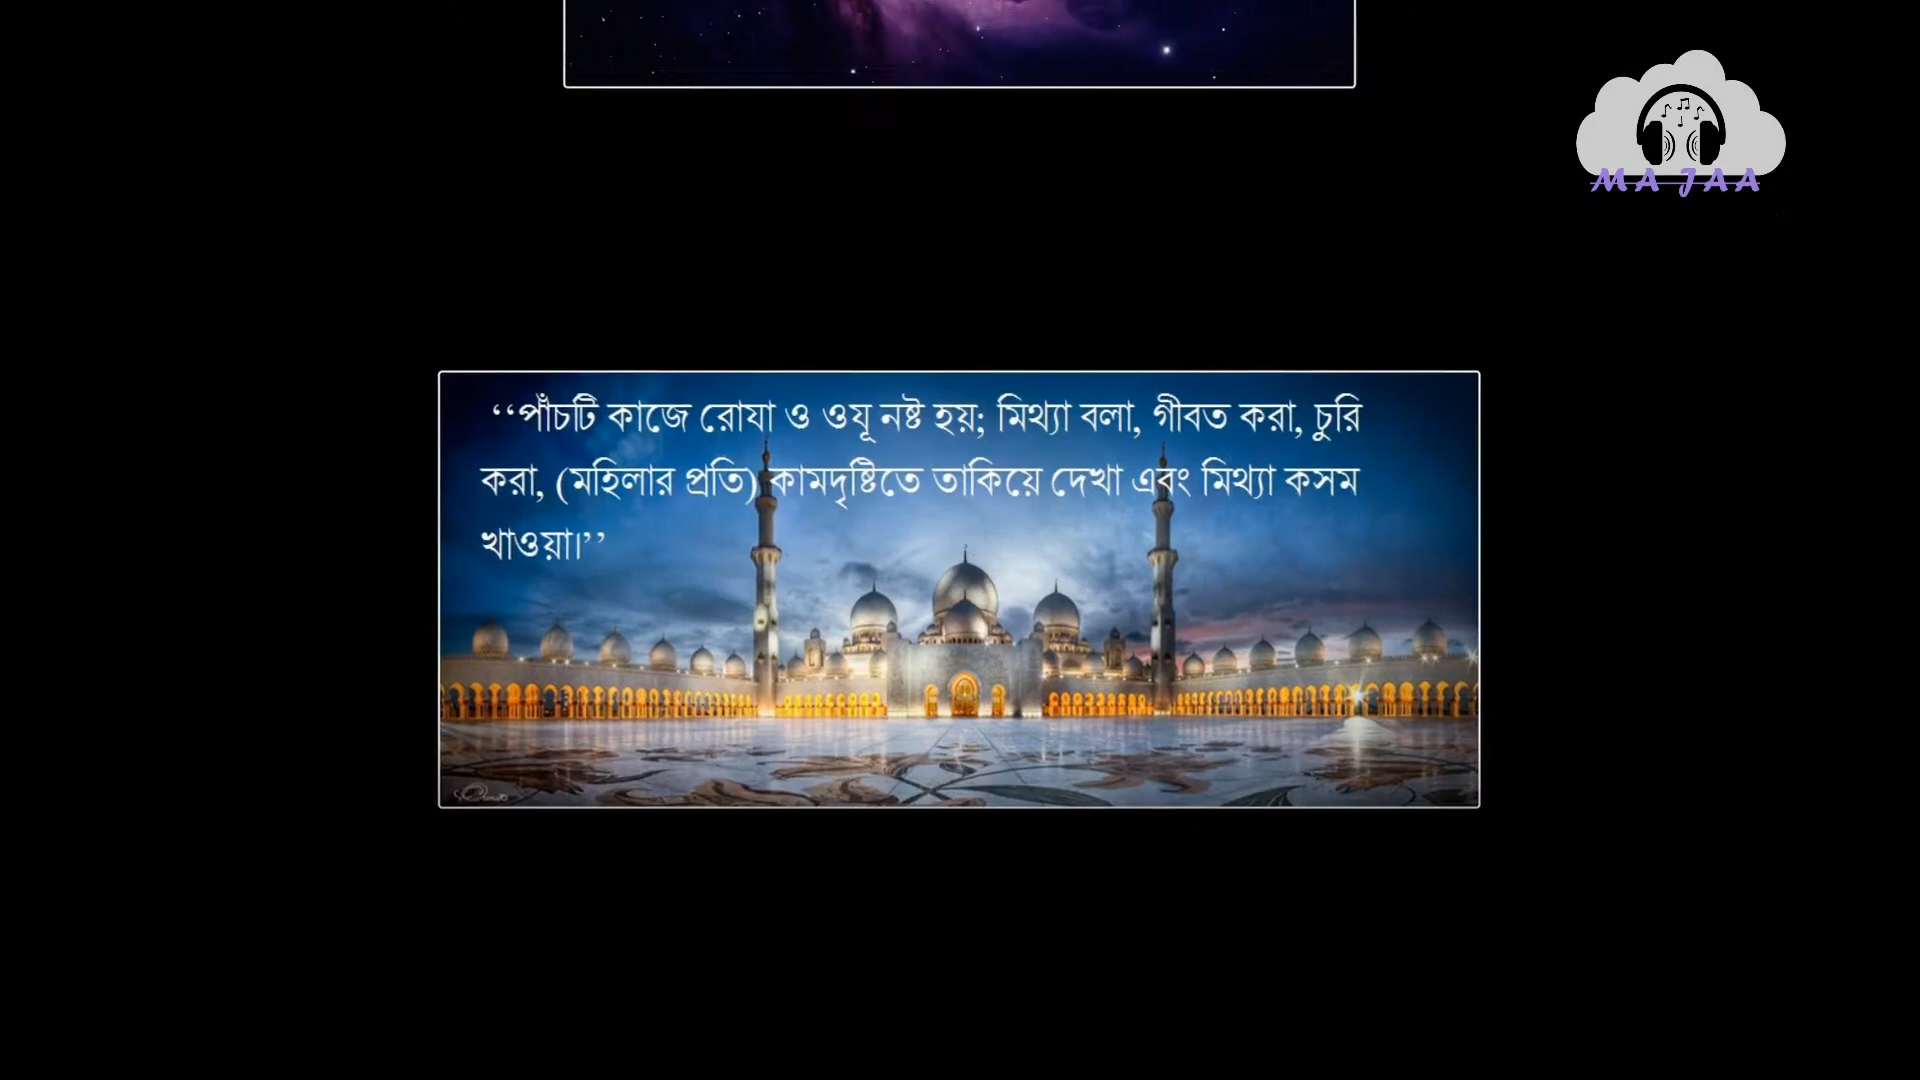 MA JAA
‘‘পাঁচটি কাজে রোযা ও ওযূ নষ্ট হয়; মিথ্যা বলা, গীবত করা, চুরি
করা, (মহিলার প্রতি) কামদৃষ্টিতে তাকিয়ে দেখা এবং মিথ্যা কসম
খাওয়া।’’